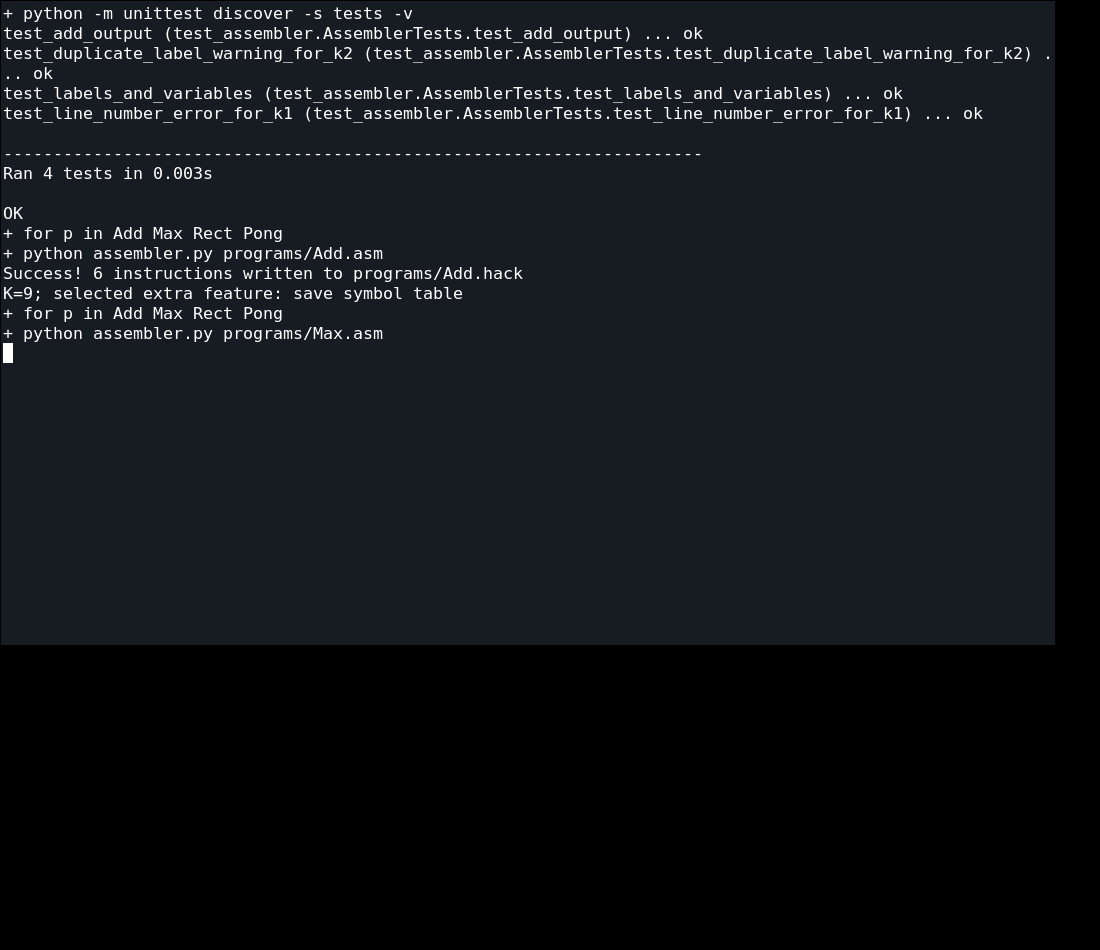 + python -m unittest discover -s tests -v
test_add_output (test_assembler.AssemblerTests.test_add_output) ... ok
test_duplicate_label_warning_for_k2 (test_assembler.AssemblerTests.test_duplicate_label_warning_for_k2) .
.. ok
test_labels_and_variables (test_assembler.AssemblerTests.test_labels_and_variables) ... ok
test_line_number_error_for_k1 (test_assembler.AssemblerTests.test_line_number_error_for_k1) ... ok
----------------------------------------------------------------------
Ran 4 tests in 0.003s
OK
+ for p in Add Max Rect Pong
+ python assembler.py programs/Add.asm
Success! 6 instructions written to programs/Add.hack
K=9; selected extra feature: save symbol table
+ for p in Add Max Rect Pong
+ python assembler.py programs/Max.asm